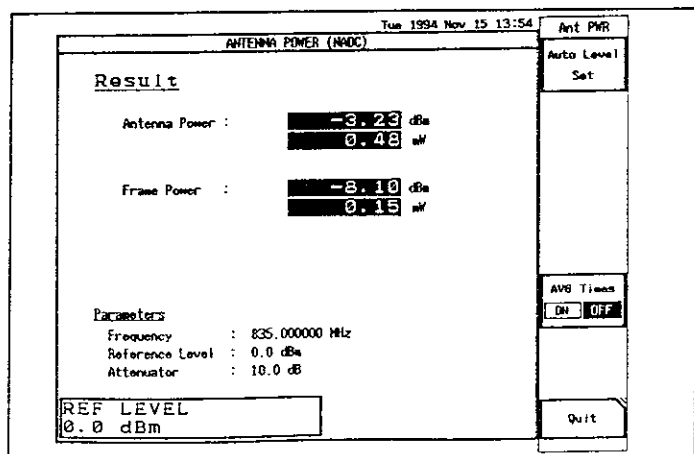 Tue 1994 Nov 15 13:54
ANTENNA POWER (NADC)
Result
Antenna Power : -3.23 dBm
0.48 mW
Frame Power : -8.10 dBm
0.15 mW
Parameters
Frequency : 835.000000 MHz
Reference Level : 0.0 dBm
Attenuator : 10.0 dB
REF LEVEL
0.0 dBm
Ant PWR
Auto Level
Set
AVG Times
ON OFF
Quit